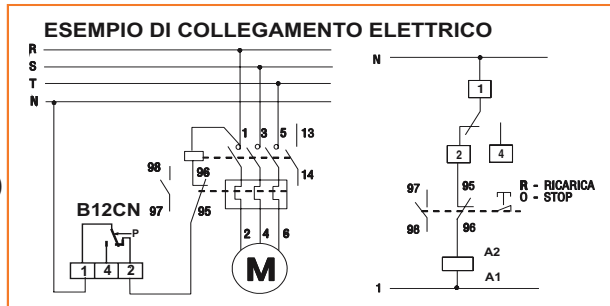 ESEMPIO DI COLLEGAMENTO ELETTRICO
R
S
T
N
1 3 5 13
98 96 14
97 95
B12CN
P
1 4 2
2 4 6
M
N
1
2 4
97 95
98 96
R - RICARICA
O - STOP
A2
A1
1